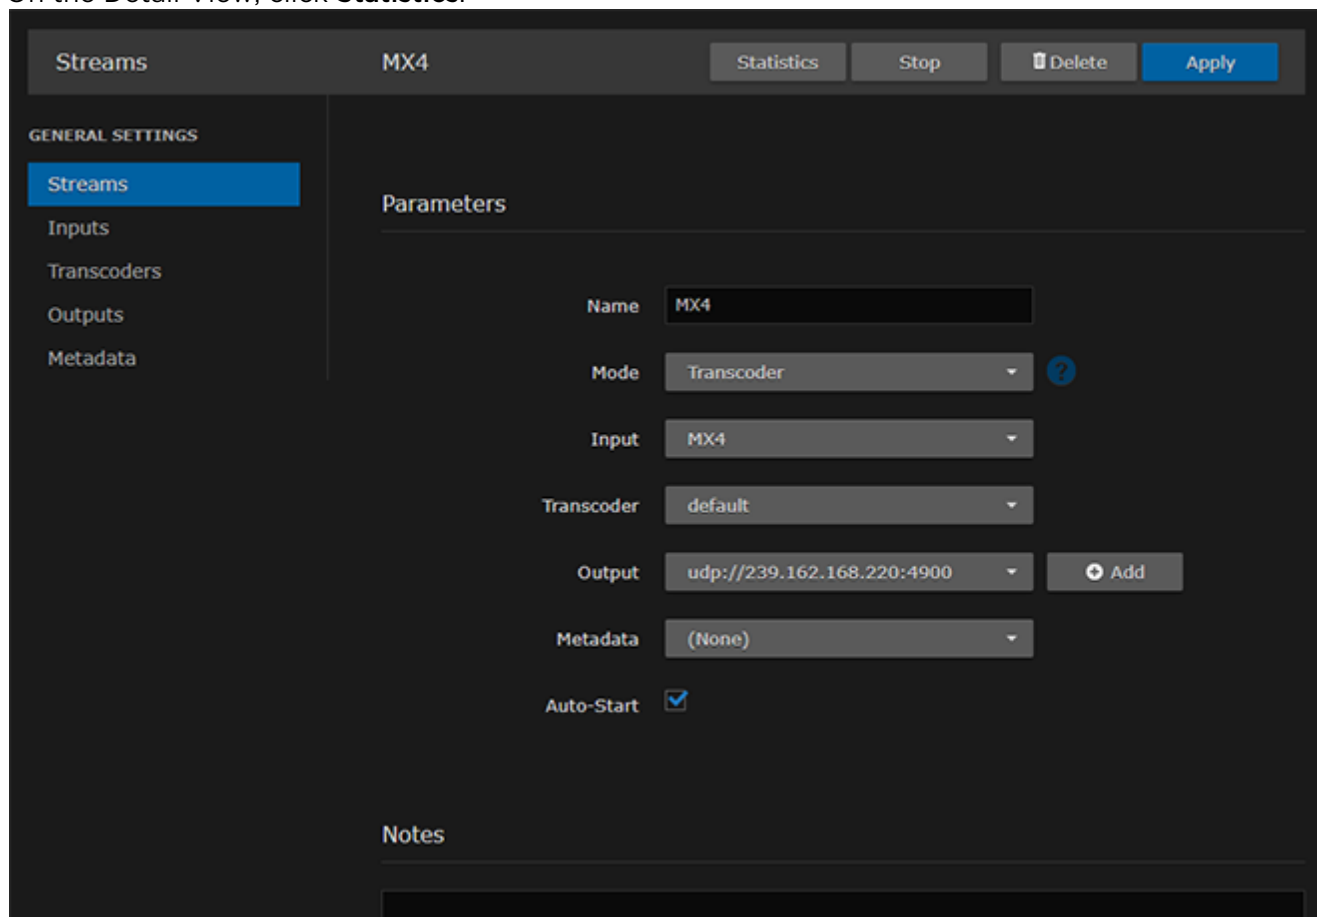 On the Detail View, click Statistics.
Streams MX4 Statistics Stop Delete Apply
GENERAL SETTINGS
Streams
Inputs
Transcoders
Outputs
Metadata
Parameters
Name MX4
Mode Transcoder ?
Input MX4
Transcoder default
Output udp://239.162.168.220:4900 Add
Metadata (None)
Auto-Start
Notes